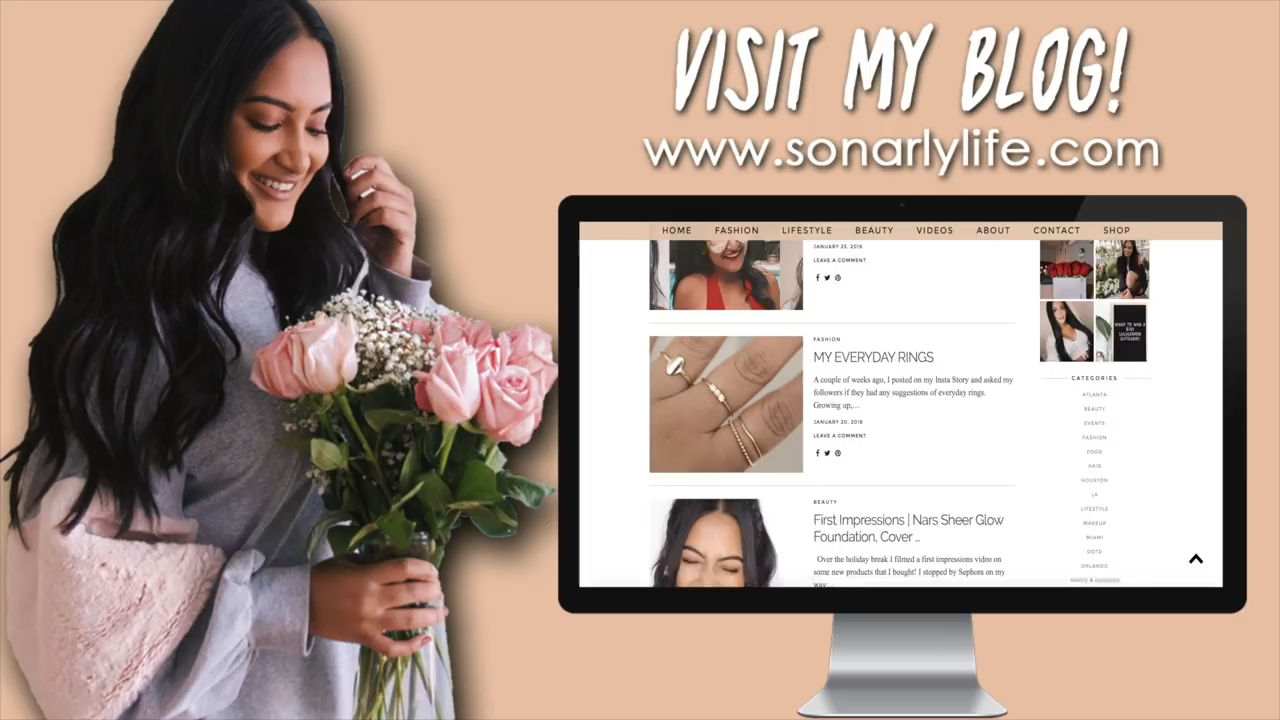 VISIT MY BLOG!
www.sonarlylife.com
HOME FASHION LIFESTYLE BEAUTY VIDEOS ABOUT CONTACT SHOP
JANUARY 23, 2018
LEAVE A COMMENT
FASHION
MY EVERYDAY RINGS
A couple of weeks ago, I posted on my Insta Story and asked my
followers if they had any suggestions of everyday rings.
Growing up,…
JANUARY 20, 2018
LEAVE A COMMENT
BEAUTY
First Impressions | Nars Sheer Glow
Foundation, Cover ...
Over the holiday break I filmed a first impressions video on
some new products that I bought! I stopped by Sephora on my
way…
CATEGORIES
ATLANTA
BEAUTY
EVENTS
FASHION
FOOD
HAIR
HOUSTON
LA
LIFESTYLE
MAKEUP
MIAMI
OOTD
ORLANDO